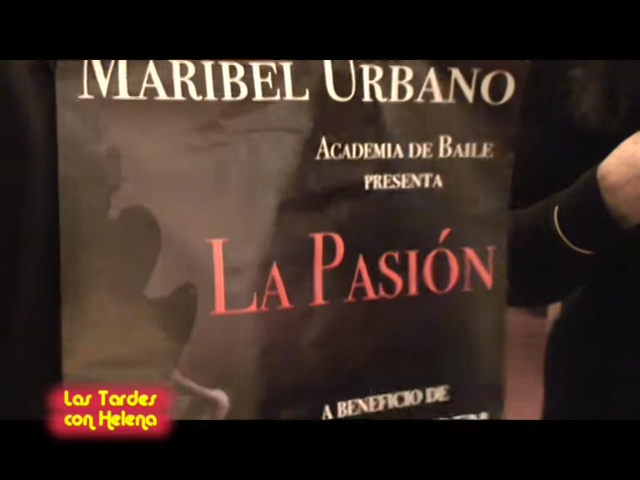 MARIBEL URBANO
ACADEMIA DE BAILE
PRESENTA
LA PASIÓN
A BENEFICIO DE
Las Tardes
con Helena